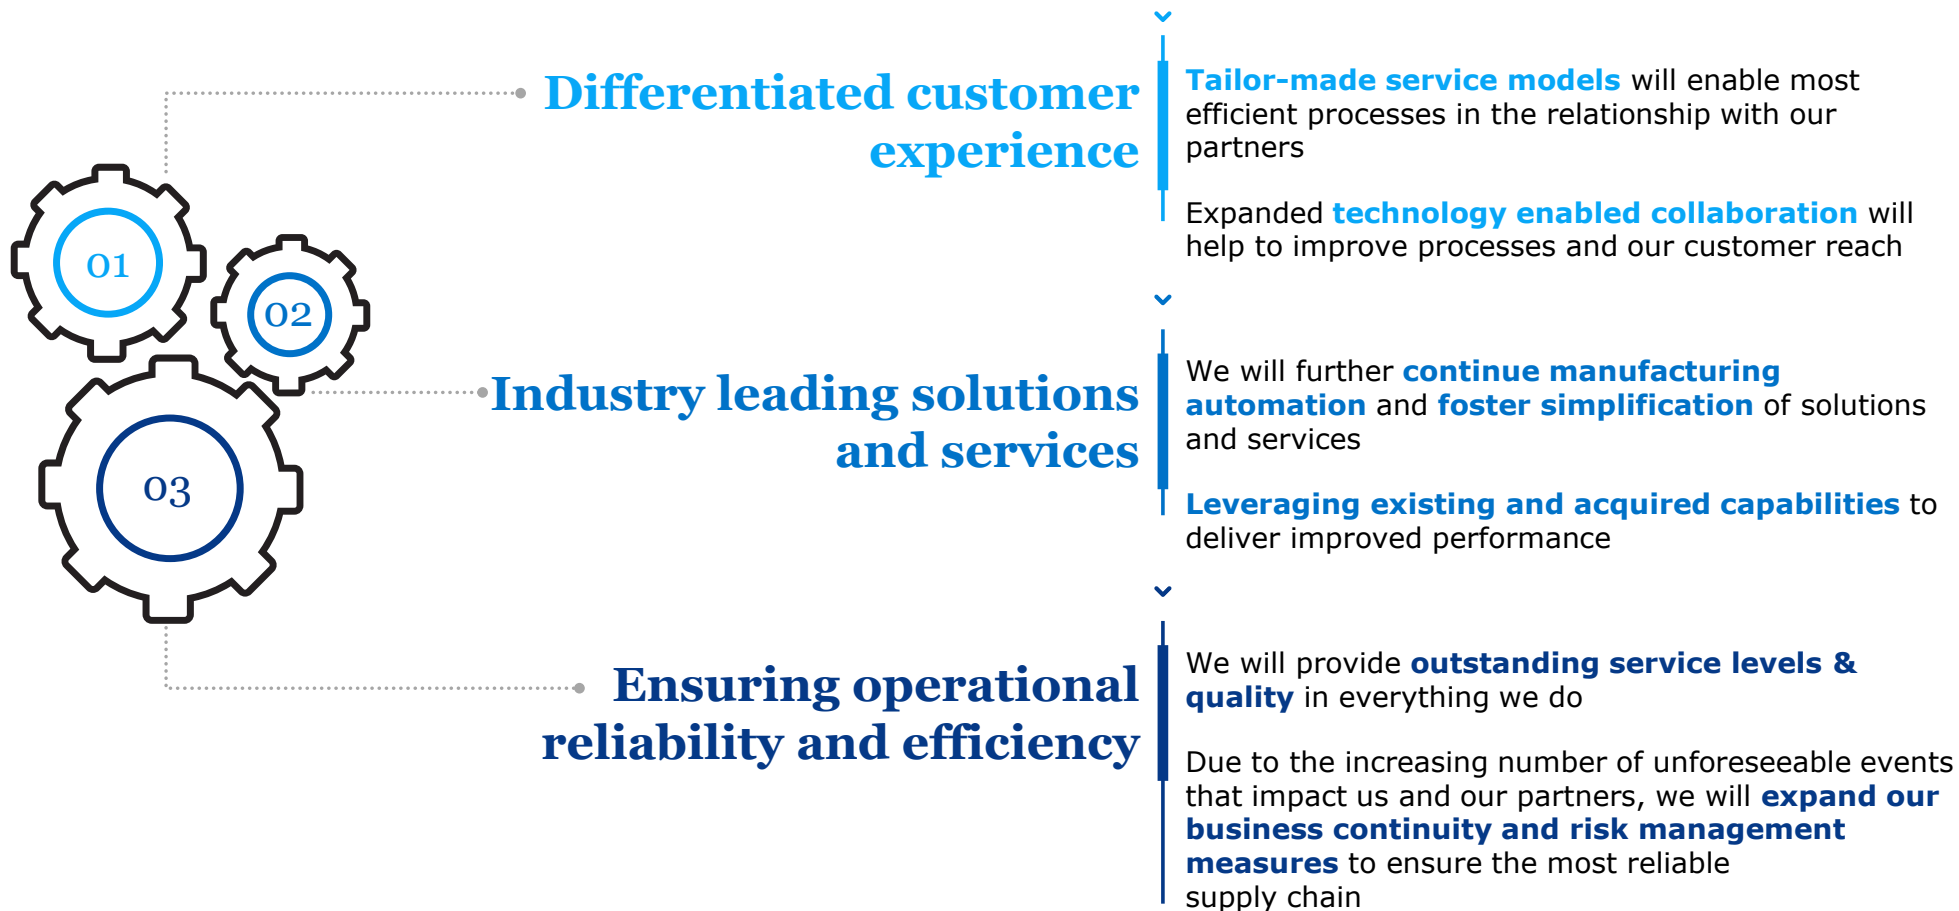 01
02
03
Differentiated customer
experience
Tailor-made service models will enable most
efficient processes in the relationship with our
partners
Expanded technology enabled collaboration will
help to improve processes and our customer reach
Industry leading solutions
and services
We will further continue manufacturing
automation and foster simplification of solutions
and services
Leveraging existing and acquired capabilities to
deliver improved performance
Ensuring operational
reliability and efficiency
We will provide outstanding service levels &
quality in everything we do
Due to the increasing number of unforeseeable events
that impact us and our partners, we will expand our
business continuity and risk management
measures to ensure the most reliable
supply chain